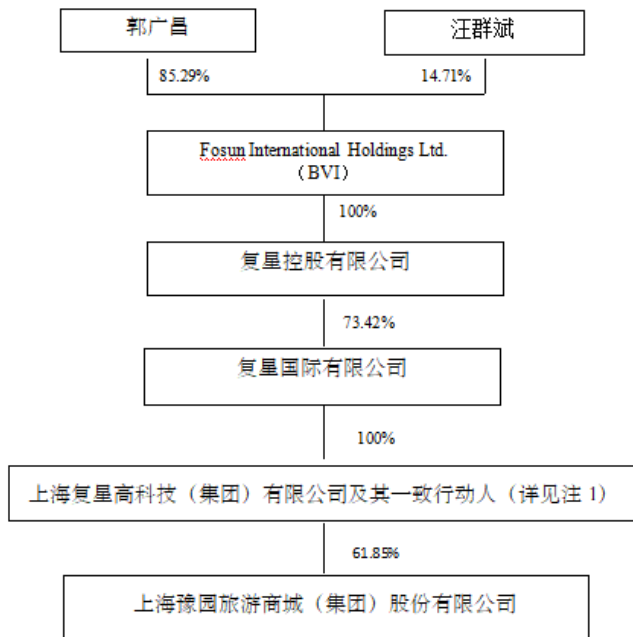 郭广昌
汪群斌
85.29%
14.71%
Fosun International Holdings Ltd.
（BVI）
100%
复星控股有限公司
73.42%
复星国际有限公司
100%
上海复星高科技（集团）有限公司及其一致行动人（详见注 1）
61.85%
上海豫园旅游商城（集团）股份有限公司